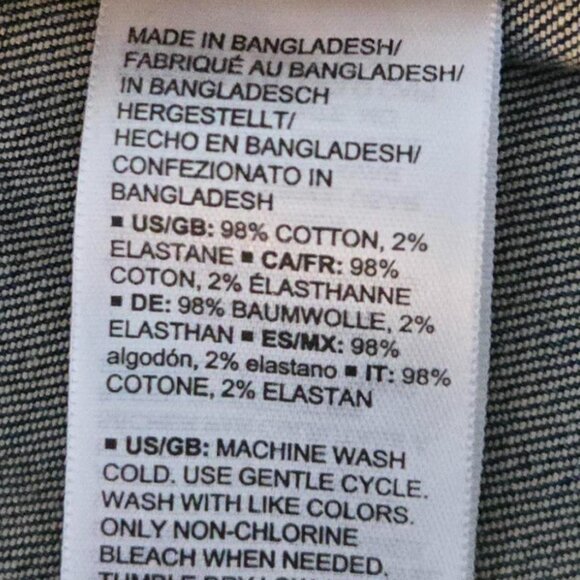 MADE IN BANGLADESH/
FABRIQUÉ AU BANGLADESH/
IN BANGLADESCH
HERGESTELLT/
HECHO EN BANGLADESH/
CONFEZIONATO IN
BANGLADESH
▪ US/GB: 98% COTTON, 2%
ELASTANE ▪ CA/FR: 98%
COTON, 2% ÉLASTHANNE
▪ DE: 98% BAUMWOLLE, 2%
ELASTHAN ▪ ES/MX: 98%
algodón, 2% elastano ▪ IT: 98%
COTONE, 2% ELASTAN
▪ US/GB: MACHINE WASH
COLD. USE GENTLE CYCLE.
WASH WITH LIKE COLORS.
ONLY NON-CHLORINE
BLEACH WHEN NEEDED.
TUMBLE DRY LOW